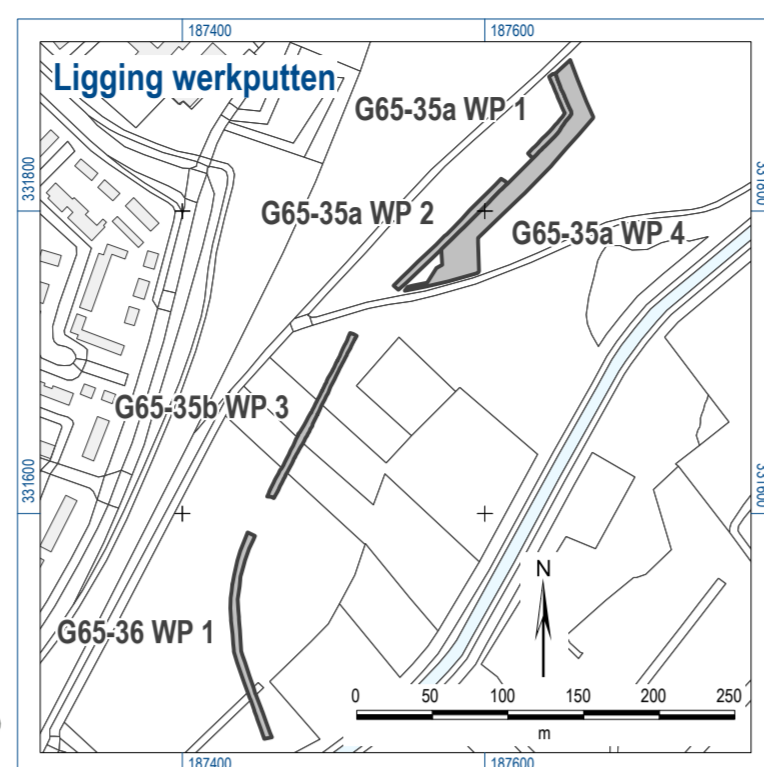 187400
187600
Ligging werkputten
G65-35a WP 1
331800
331800
G65-35a WP 2
G65-35a WP 4
G65-35b WP 3
331600
331600
N
G65-36 WP 1
0 50 100 150 200 250
m
187400
187600